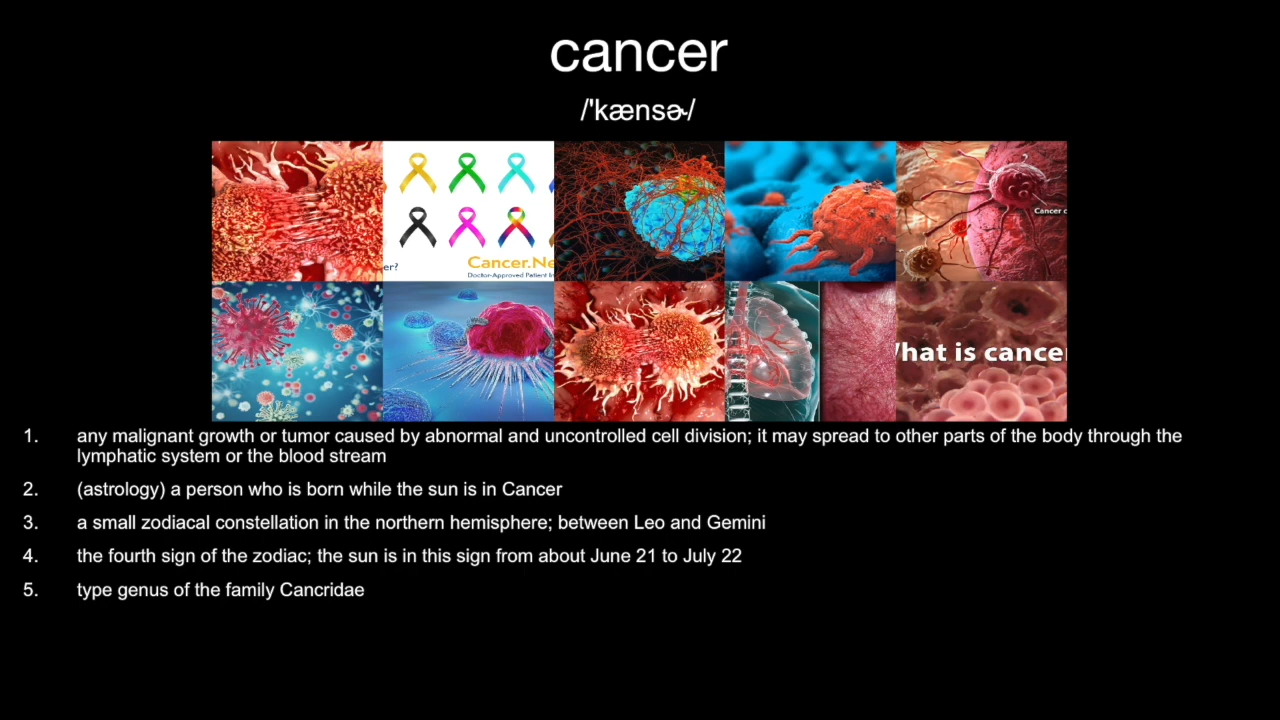 cancer
/'kænsɚ/
er?
Cancer.Ne
Doctor-Approved Patient In
Cancer c
What is cancer
1. any malignant growth or tumor caused by abnormal and uncontrolled cell division; it may spread to other parts of the body through the
lymphatic system or the blood stream
2. (astrology) a person who is born while the sun is in Cancer
3. a small zodiacal constellation in the northern hemisphere; between Leo and Gemini
4. the fourth sign of the zodiac; the sun is in this sign from about June 21 to July 22
5. type genus of the family Cancridae